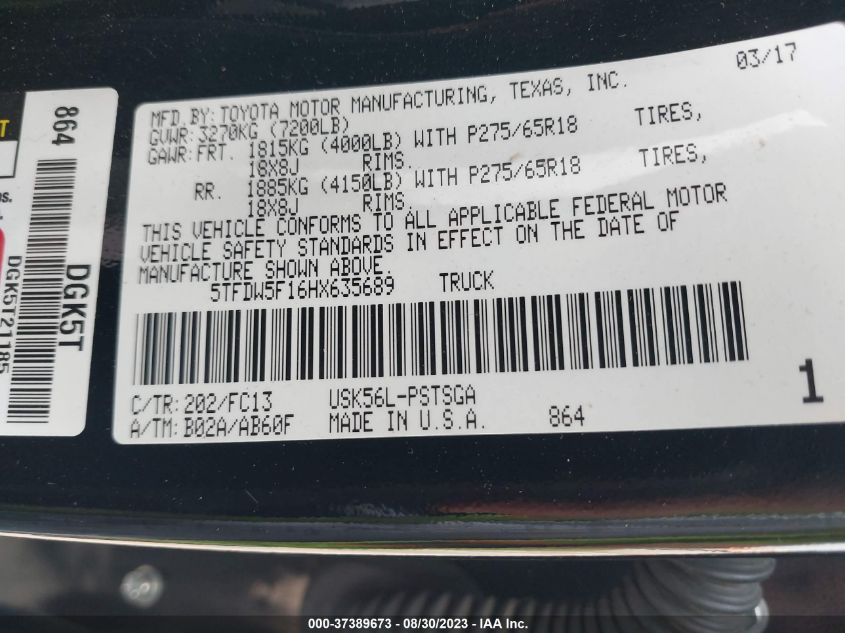 03/17
MFD.BY: TOYOTA MOTOR MANUFACTURING, TEXAS, INC.
GVWR: 3270KG (7200LB)
GAWR: FRT. 1815KG (4000LB) WITH P275/65R18 TIRES,
18X8J RIMS.
RR. 1885KG (4150LB) WITH P275/65R18 TIRES,
18X8J RIMS.
THIS VEHICLE CONFORMS TO ALL APPLICABLE FEDERAL MOTOR
VEHICLE SAFETY STANDARDS IN EFFECT ON THE DATE OF
MANUFACTURE SHOWN ABOVE.
5TFDW5F16HX635689 TRUCK
C/TR: 202/FC13 USK56L-PSTSGA
A/TM: B02A/AB60F MADE IN U.S.A. 864
1
864
DGK5T
DGK5T21185
000-37389673 - 08/30/2023 - IAA Inc.